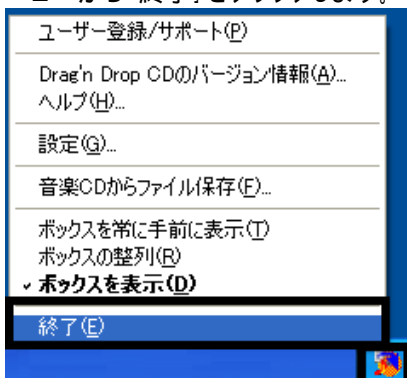 ユーザー登録/サポート(P)
Drag'n Drop CDのバージョン情報(A)...
ヘルプ(H)...
設定(G)...
音楽CDからファイル保存(F)...
ボックスを常に手前に表示(T)
ボックスの整列(R)
ボックスを表示(D)
終了(E)